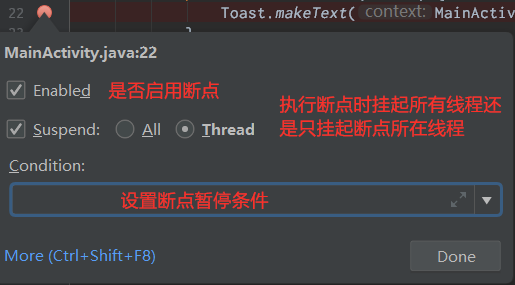 22 Toast.makeText( context: MainActiv
MainActivity.java:22
Enabled 是否启用断点
Suspend: All Thread
执行断点时挂起所有线程还
是只挂起断点所在线程
Condition:
设置断点暂停条件
More (Ctrl+Shift+F8)
Done